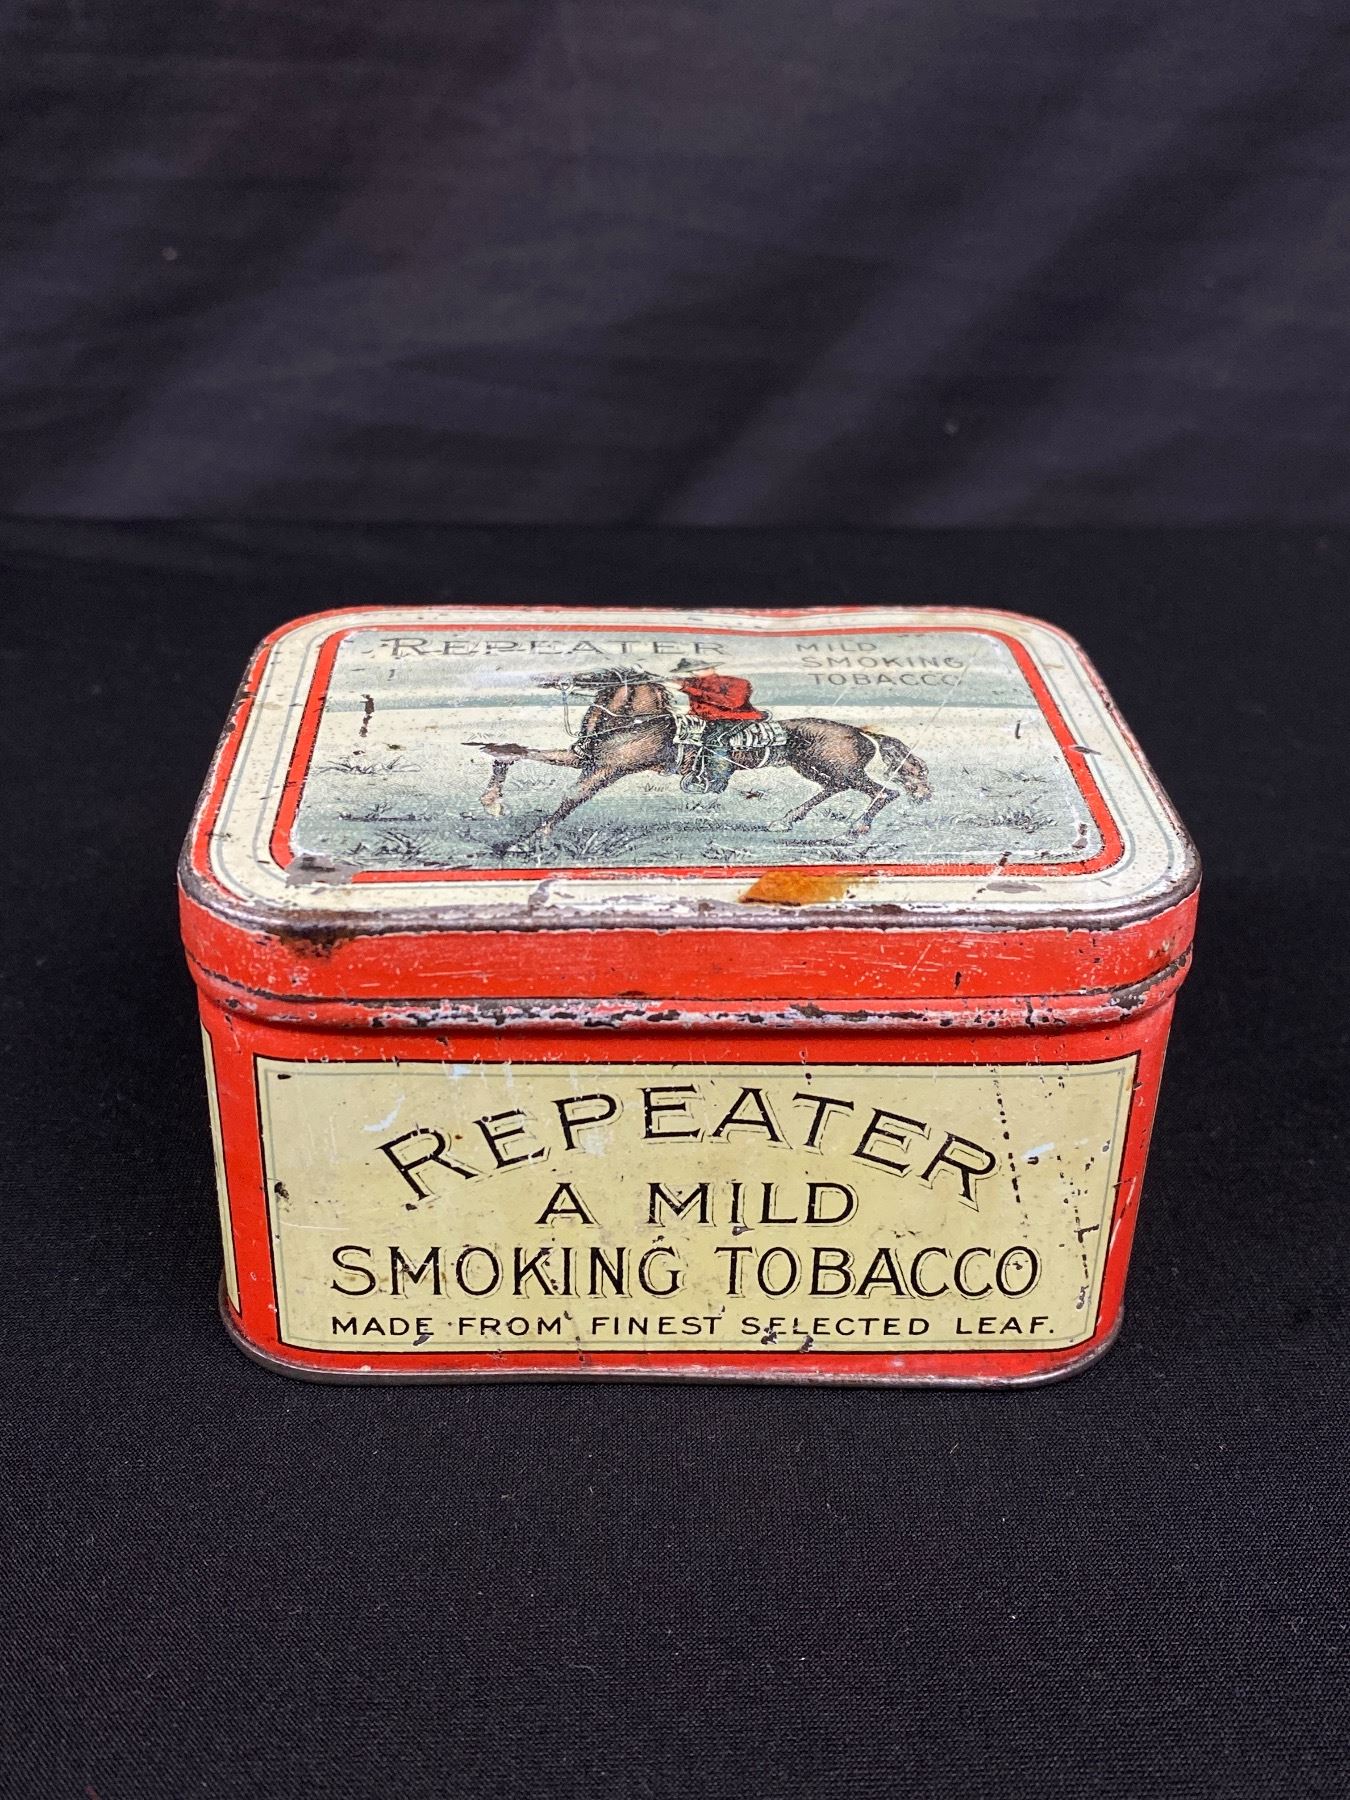 REPEATER
MILD
SMOKING
TOBACCO
REPEATER
A MILD
SMOKING TOBACCO
MADE FROM FINEST SELECTED LEAF.